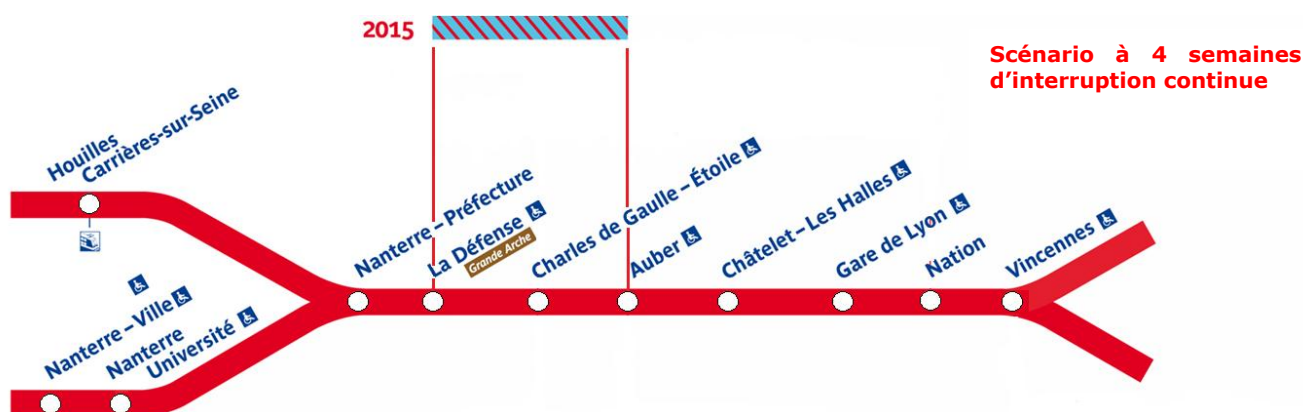 2015
Scénario à 4 semaines
d’interruption continue
Houilles
Carrières-sur-Seine
Nanterre – Ville
Nanterre
Université
Nanterre – Préfecture
La Défense
Grande Arche
Charles de Gaulle – Étoile
Auber
Châtelet – Les Halles
Gare de Lyon
Nation
Vincennes